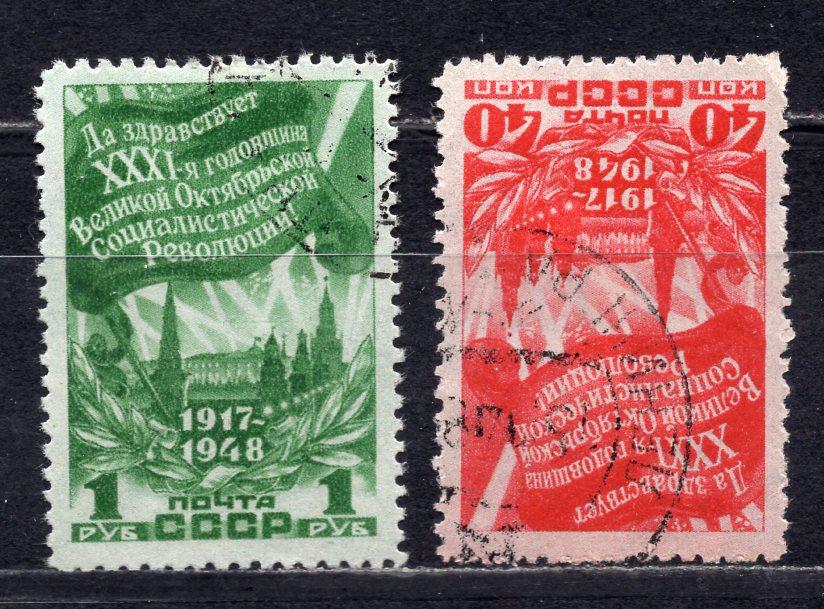 Да здравствует
XXXI-я годовщина
Великой Октябрьской
Социалистической
Революции!
1917-
1948
1 ПОЧТА 1
РУБ СССР РУБ
Да здравствует
XXXI-я годовщина
Великой Октябрьской
Социалистической
Революции!
1917-
1948
40 ПОЧТА 40
КОП СССР КОП